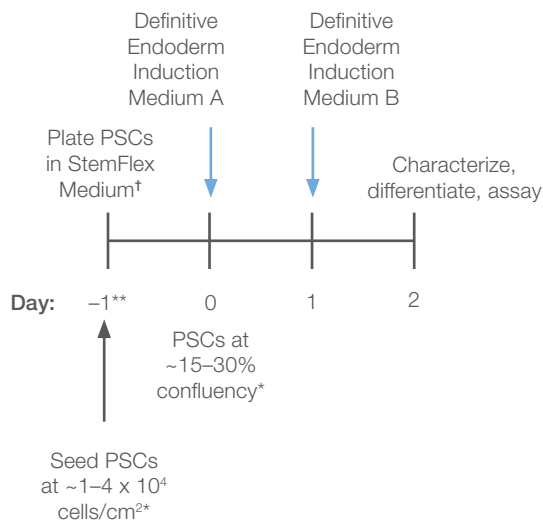 Definitive
Endoderm
Induction
Medium A
Definitive
Endoderm
Induction
Medium B
Plate PSCs
in StemFlex
Medium†
Characterize,
differentiate, assay
Day: –1** 0 1 2
PSCs at
~15–30%
confluency*
Seed PSCs
at ~1–4 x 10⁴
cells/cm²*